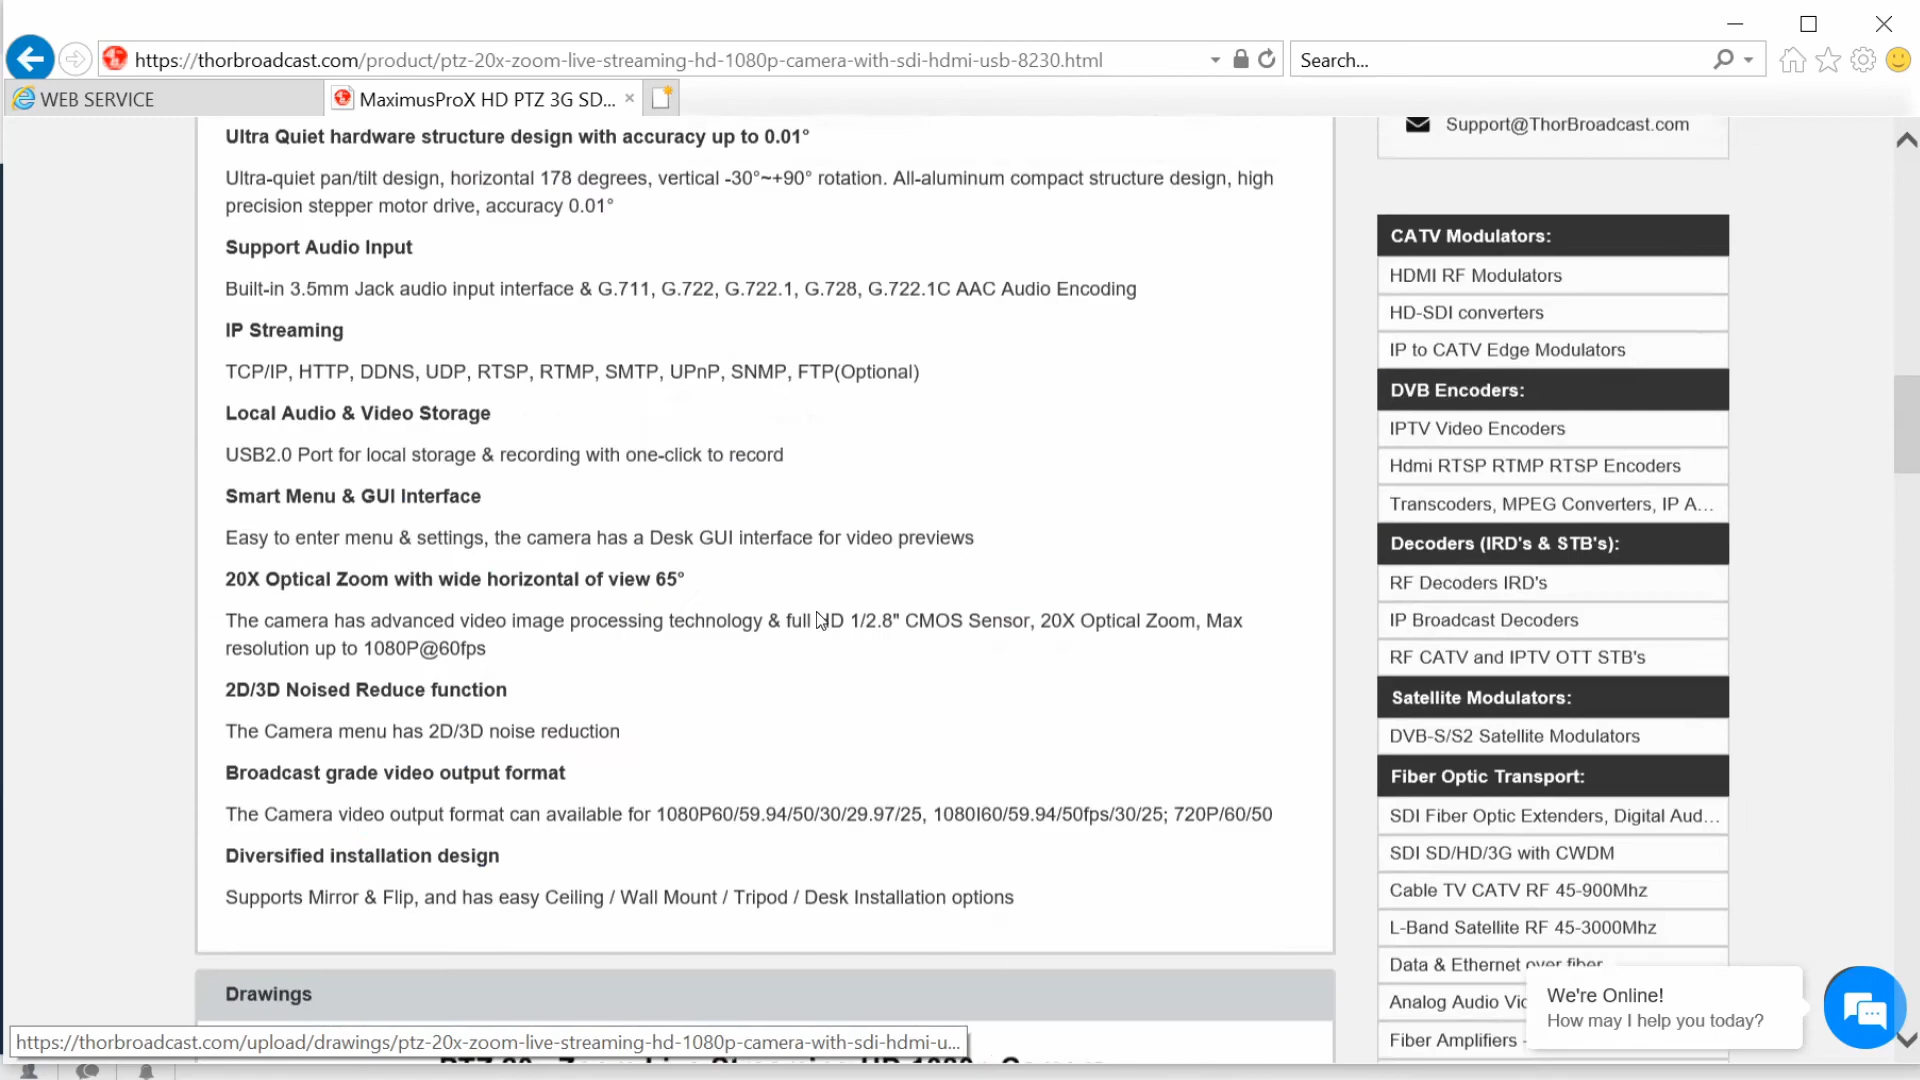 https://thorbroadcast.com/product/ptz-20x-zoom-live-streaming-hd-1080p-camera-with-sdi-hdmi-usb-8230.html
Search...
WEB SERVICE
MaximusProX HD PTZ 3G SD...
Ultra Quiet hardware structure design with accuracy up to 0.01°
Ultra-quiet pan/tilt design, horizontal 178 degrees, vertical -30°~+90° rotation. All-aluminum compact structure design, high
precision stepper motor drive, accuracy 0.01°
Support Audio Input
Built-in 3.5mm Jack audio input interface & G.711, G.722, G.722.1, G.728, G.722.1C AAC Audio Encoding
IP Streaming
TCP/IP, HTTP, DDNS, UDP, RTSP, RTMP, SMTP, UPnP, SNMP, FTP(Optional)
Local Audio & Video Storage
USB2.0 Port for local storage & recording with one-click to record
Smart Menu & GUI Interface
Easy to enter menu & settings, the camera has a Desk GUI interface for video previews
20X Optical Zoom with wide horizontal of view 65°
The camera has advanced video image processing technology & full HD 1/2.8" CMOS Sensor, 20X Optical Zoom, Max
resolution up to 1080P@60fps
2D/3D Noised Reduce function
The Camera menu has 2D/3D noise reduction
Broadcast grade video output format
The Camera video output format can available for 1080P60/59.94/50/30/29.97/25, 1080I60/59.94/50fps/30/25; 720P/60/50
Diversified installation design
Supports Mirror & Flip, and has easy Ceiling / Wall Mount / Tripod / Desk Installation options
Drawings
Support@ThorBroadcast.com
CATV Modulators:
HDMI RF Modulators
HD-SDI converters
IP to CATV Edge Modulators
DVB Encoders:
IPTV Video Encoders
Hdmi RTSP RTMP RTSP Encoders
Transcoders, MPEG Converters, IP A...
Decoders (IRD's & STB's):
RF Decoders IRD's
IP Broadcast Decoders
RF CATV and IPTV OTT STB's
Satellite Modulators:
DVB-S/S2 Satellite Modulators
Fiber Optic Transport:
SDI Fiber Optic Extenders, Digital Aud...
SDI SD/HD/3G with CWDM
Cable TV CATV RF 45-900Mhz
L-Band Satellite RF 45-3000Mhz
Data & Ethernet over fiber
Analog Audio Vid
Fiber Amplifiers -
We're Online!
How may I help you today?
https://thorbroadcast.com/upload/drawings/ptz-20x-zoom-live-streaming-hd-1080p-camera-with-sdi-hdmi-u...